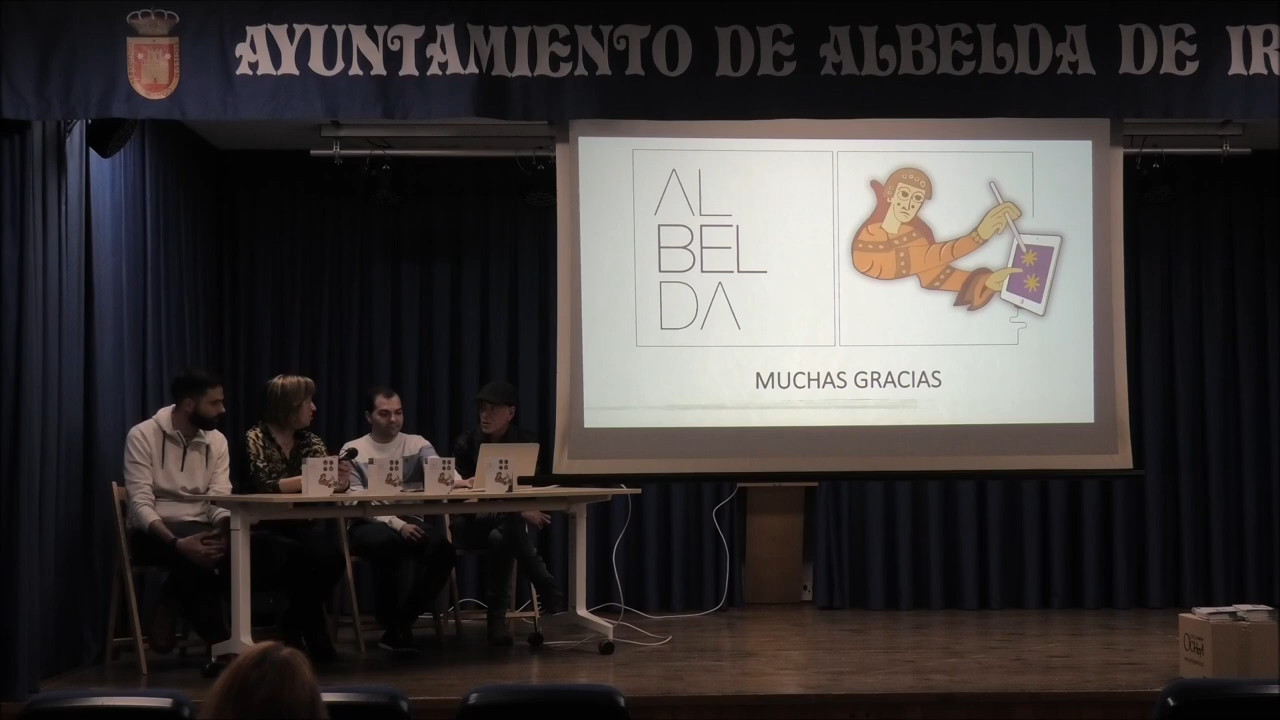 AYUNTAMIENTO DE ALBELDA DE IR
AL
BEL
DA
MUCHAS GRACIAS